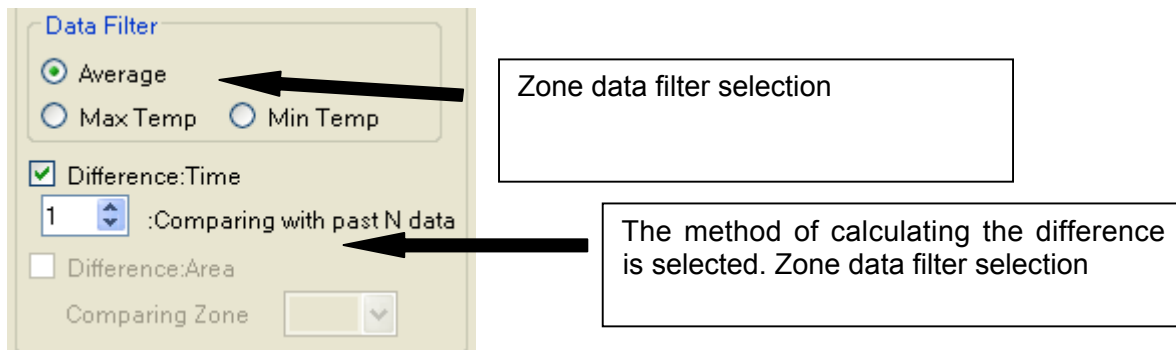 Data Filter
Average
Max Temp Min Temp
Zone data filter selection
Difference:Time
1 :Comparing with past N data
The method of calculating the difference
is selected. Zone data filter selection
Difference:Area
Comparing Zone